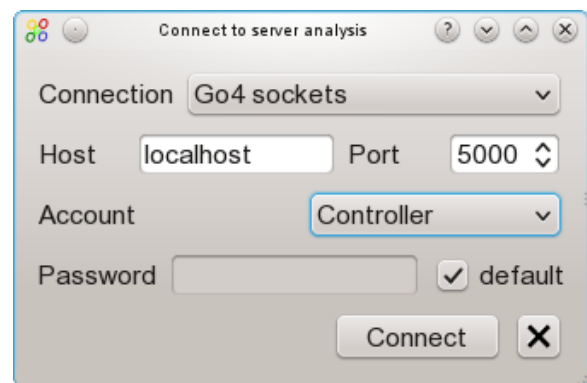 Connect to server analysis
Connection Go4 sockets
Host localhost Port 5000
Account Controller
Password default
Connect